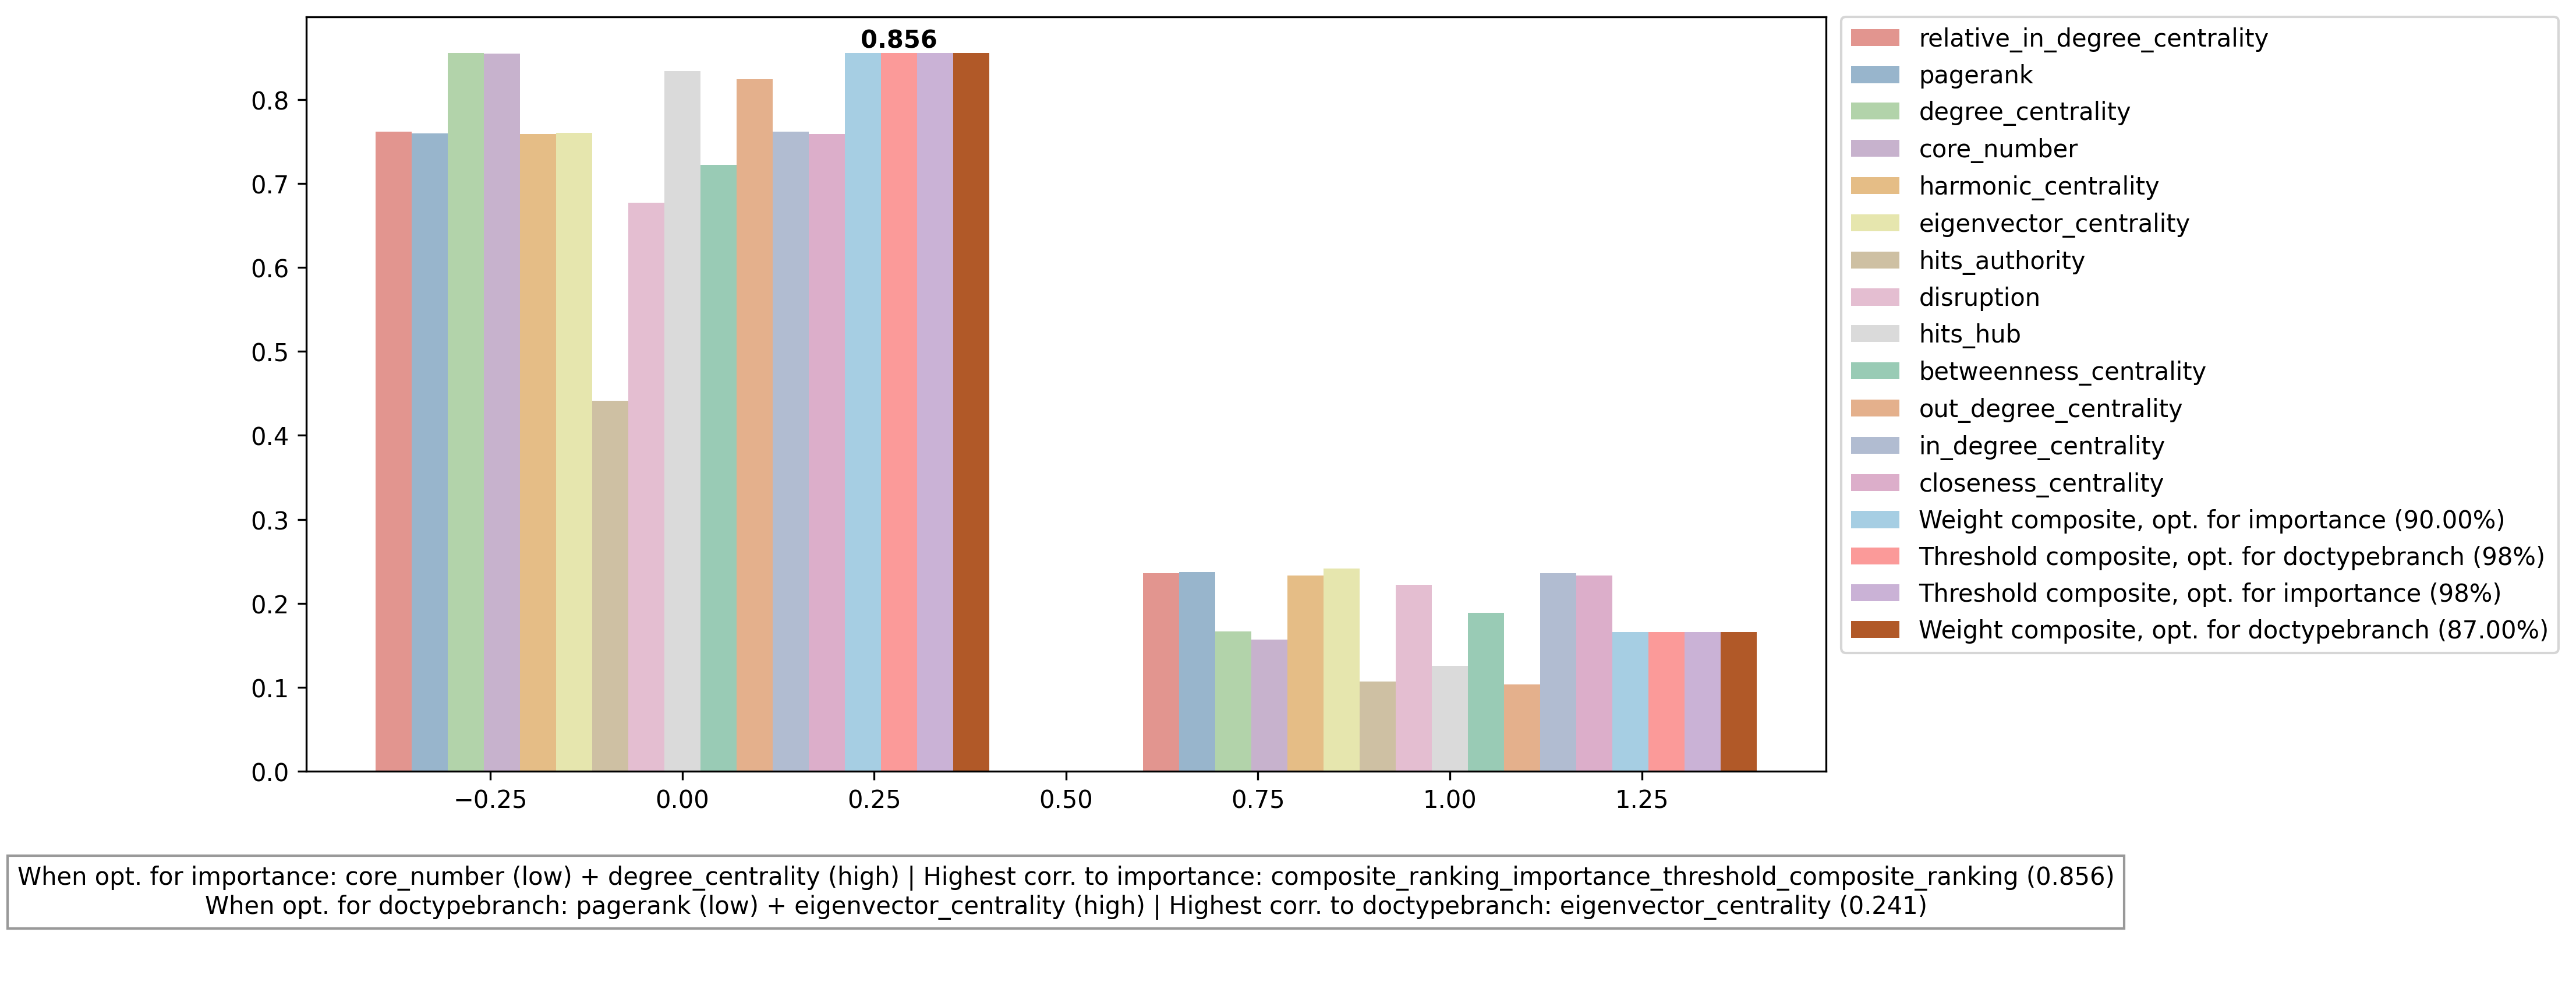 0.856
0.8
0.7
0.6
0.5
0.4
0.3
0.2
0.1
0.0
−0.25
0.00
0.25
0.50
0.75
1.00
1.25
relative_in_degree_centrality
pagerank
degree_centrality
core_number
harmonic_centrality
eigenvector_centrality
hits_authority
disruption
hits_hub
betweenness_centrality
out_degree_centrality
in_degree_centrality
closeness_centrality
Weight composite, opt. for importance (90.00%)
Threshold composite, opt. for doctypebranch (98%)
Threshold composite, opt. for importance (98%)
Weight composite, opt. for doctypebranch (87.00%)
When opt. for importance: core_number (low) + degree_centrality (high) | Highest corr. to importance: composite_ranking_importance_threshold_composite_ranking (0.856)
When opt. for doctypebranch: pagerank (low) + eigenvector_centrality (high) | Highest corr. to doctypebranch: eigenvector_centrality (0.241)